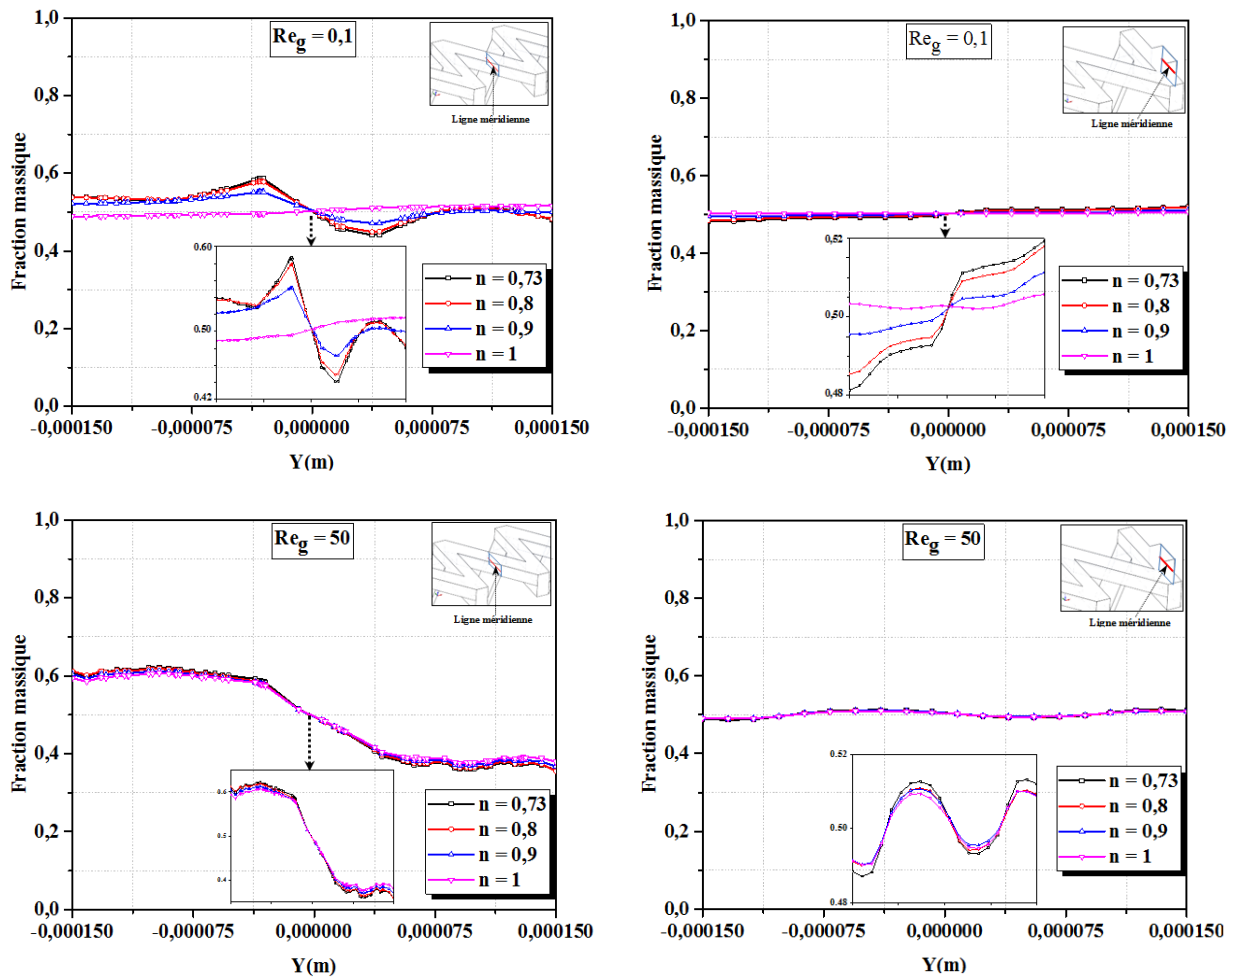 1,0
0,8
0,6
0,4
0,2
0,0
Fraction massique
Re_g = 0,1
Ligne méridienne
0.60
0.50
0.42
n = 0,73
n = 0,8
n = 0,9
n = 1
-0,000150
-0,000075
0,000000
0,000075
0,000150
Y(m)
1,0
0,8
0,6
0,4
0,2
0,0
Fraction massique
Re_g = 0,1
Ligne méridienne
0,52
0,50
0,48
n = 0,73
n = 0,8
n = 0,9
n = 1
-0,000150
-0,000075
0,000000
0,000075
0,000150
Y(m)
1,0
0,8
0,6
0,4
0,2
0,0
Fraction massique
Re_g = 50
Ligne méridienne
0.6
0.5
0.4
n = 0,73
n = 0,8
n = 0,9
n = 1
-0,000150
-0,000075
0,000000
0,000075
0,000150
Y(m)
1,0
0,8
0,6
0,4
0,2
0,0
Fraction massique
Re_g = 50
Ligne méridienne
0.52
0.50
0.48
n = 0,73
n = 0,8
n = 0,9
n = 1
-0,000150
-0,000075
0,000000
0,000075
0,000150
Y(m)